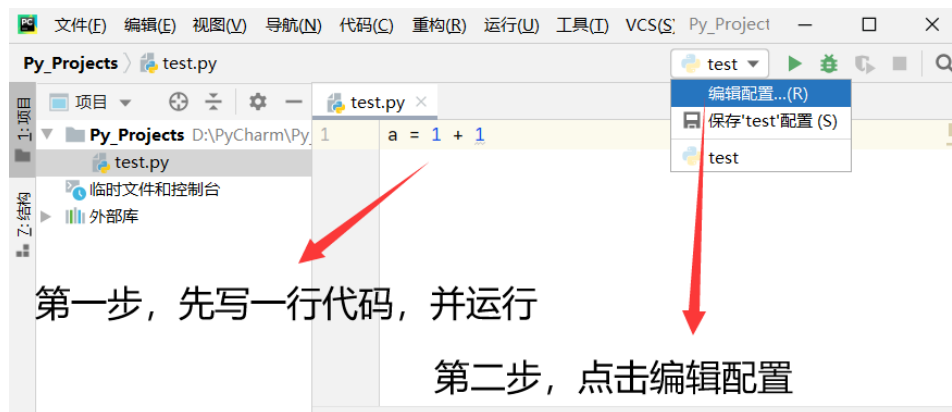 PC 文件(F) 编辑(E) 视图(V) 导航(N) 代码(C) 重构(R) 运行(U) 工具(T) VCS(S) Py_Project
Py_Projects test.py test
1:项目 项目 test.py
编辑配置...(R)
保存'test'配置 (S)
test
Py_Projects D:\PyCharm\Py_ 1 a = 1 + 1
test.py
临时文件和控制台
外部库
Z:结构
第一步，先写一行代码，并运行
第二步，点击编辑配置